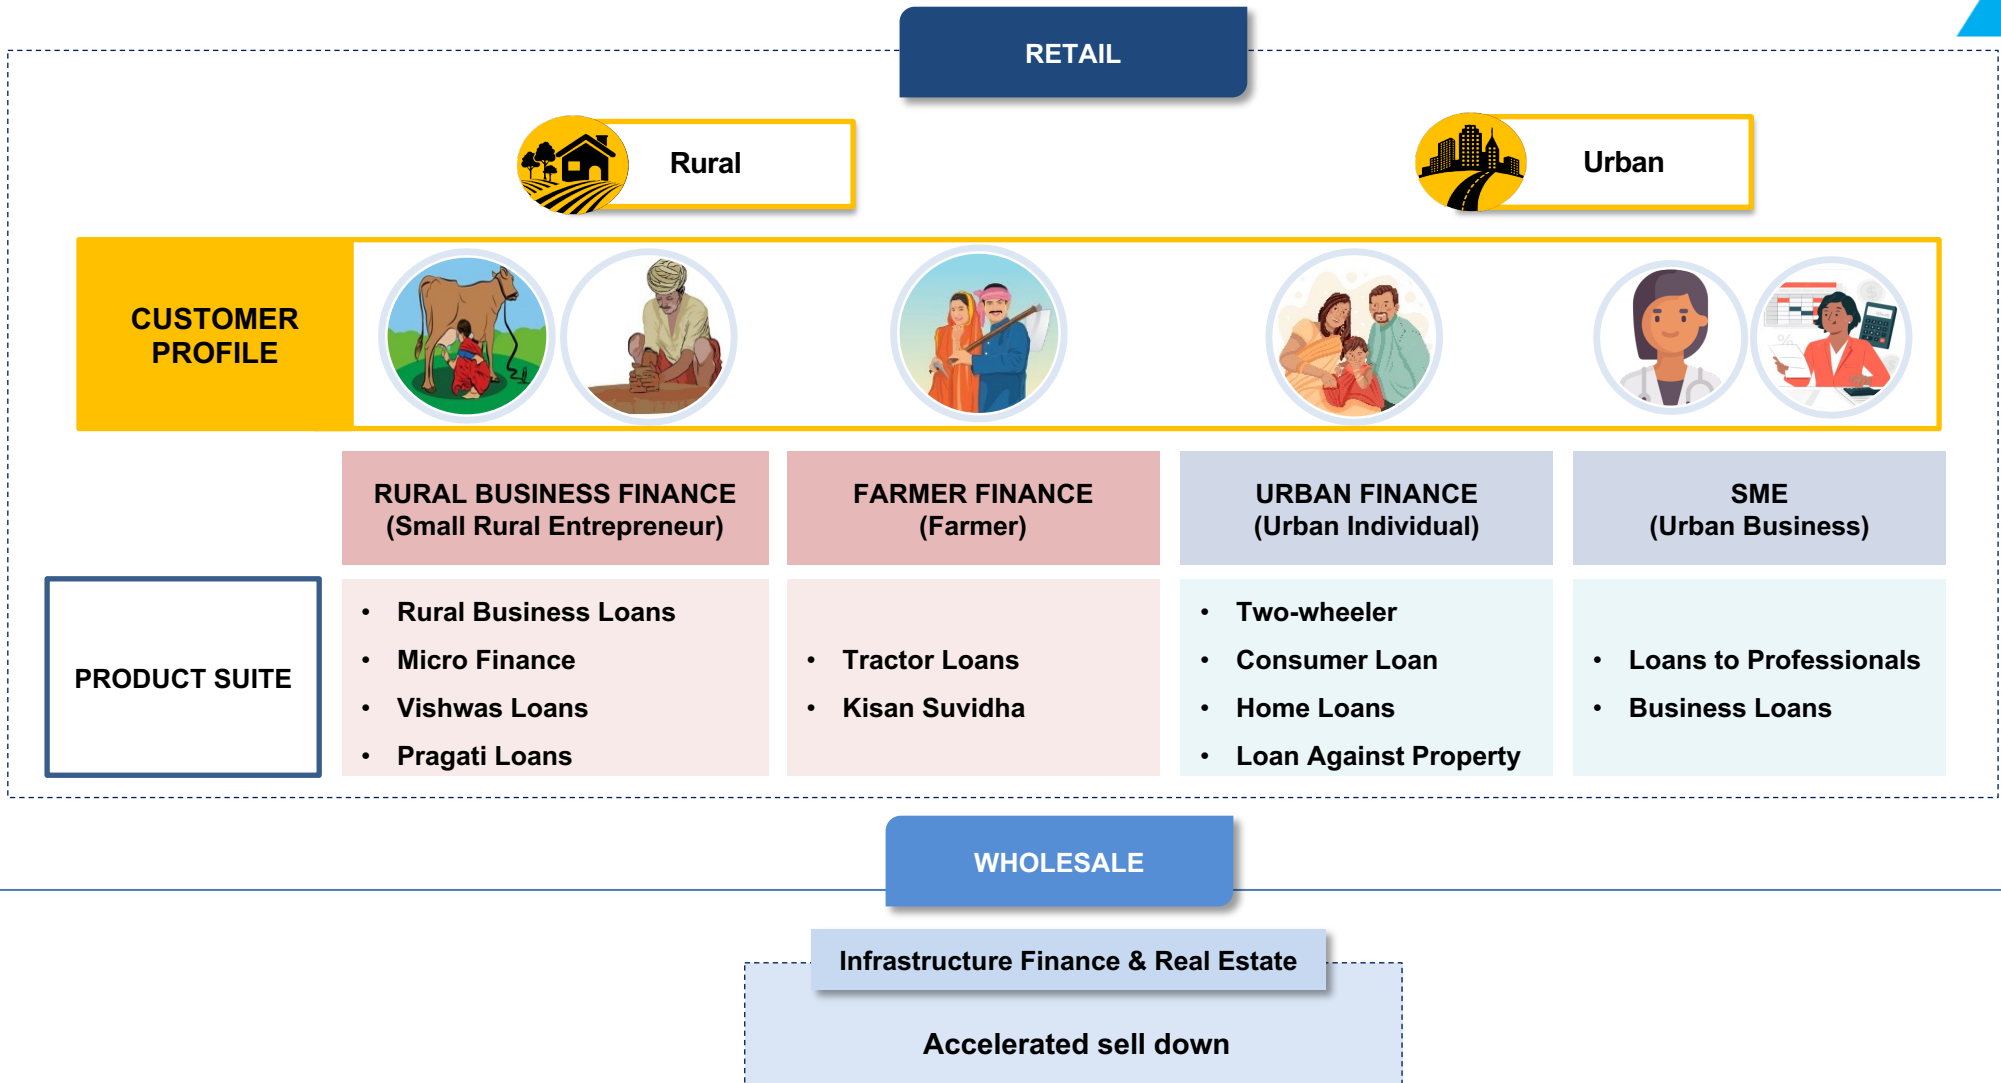 RETAIL
Rural
Urban
CUSTOMER
PROFILE
RURAL BUSINESS FINANCE
(Small Rural Entrepreneur)
FARMER FINANCE
(Farmer)
URBAN FINANCE
(Urban Individual)
SME
(Urban Business)
PRODUCT SUITE
• Rural Business Loans
• Micro Finance
• Vishwas Loans
• Pragati Loans
• Tractor Loans
• Kisan Suvidha
• Two-wheeler
• Consumer Loan
• Home Loans
• Loan Against Property
• Loans to Professionals
• Business Loans
WHOLESALE
Infrastructure Finance & Real Estate
Accelerated sell down